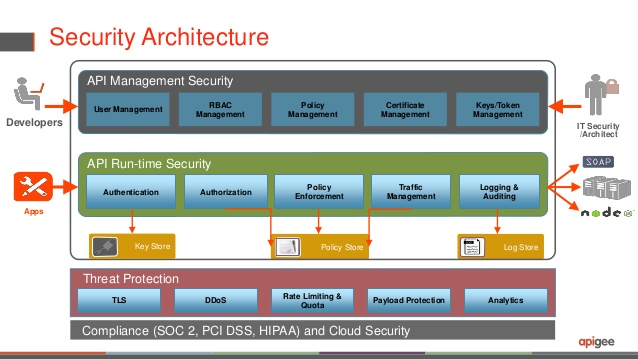 Security Architecture
API Management Security
User Management
RBAC
Management
Policy
Management
Certificate
Management
Keys/Token
Management
Developers
IT Security
/Architect
API Run-time Security
Authentication
Authorization
Policy
Enforcement
Traffic
Management
Logging &
Auditing
Apps
SOAP
node
Key Store
Policy Store
Log Store
Threat Protection
TLS
DDoS
Rate Limiting &
Quota
Payload Protection
Analytics
Compliance (SOC 2, PCI DSS, HIPAA) and Cloud Security
apigee